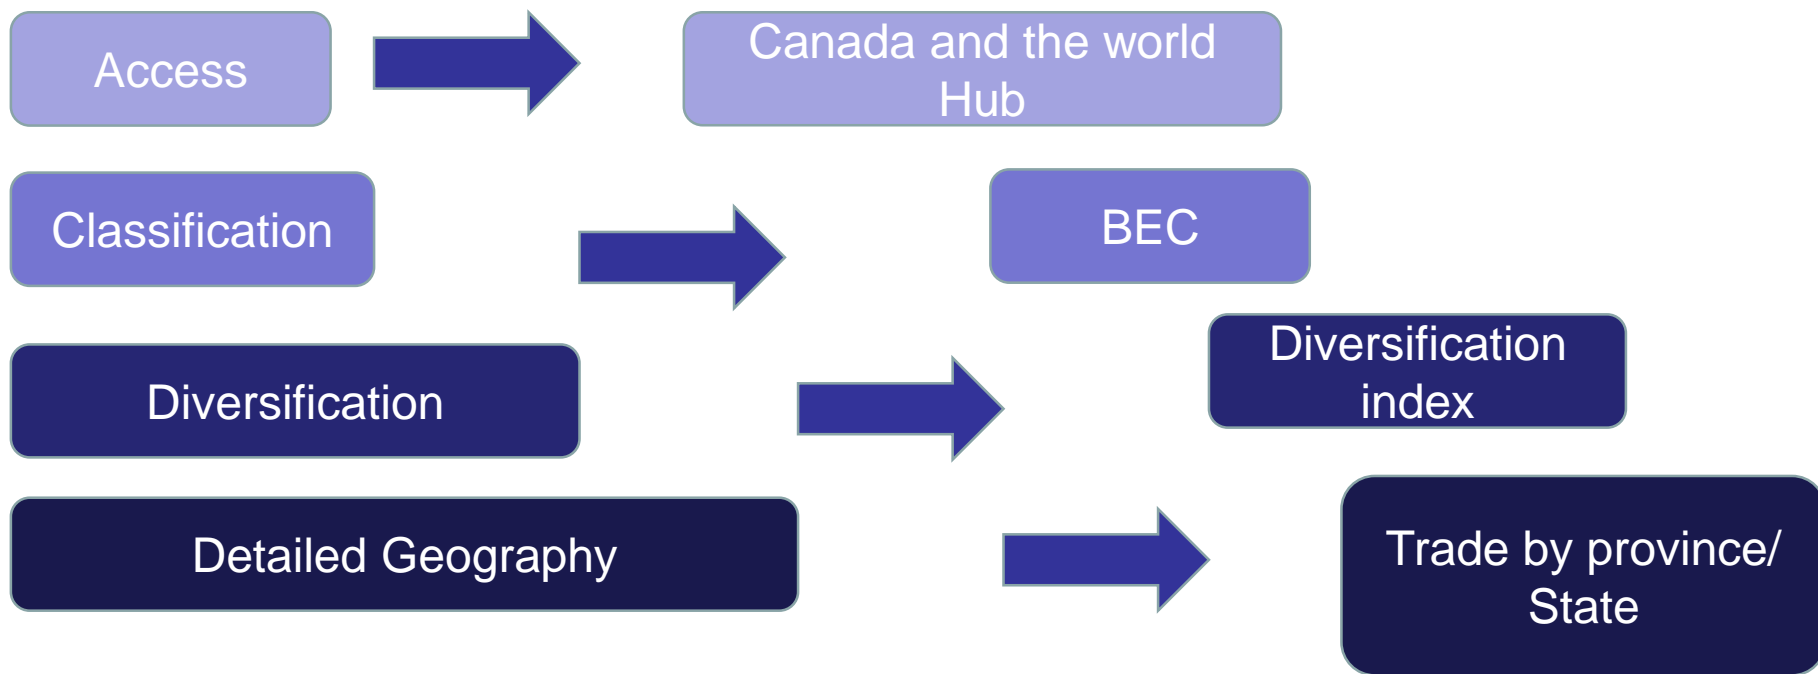 Access
Canada and the world
Hub
Classification
BEC
Diversification
Diversification
index
Detailed Geography
Trade by province/
State